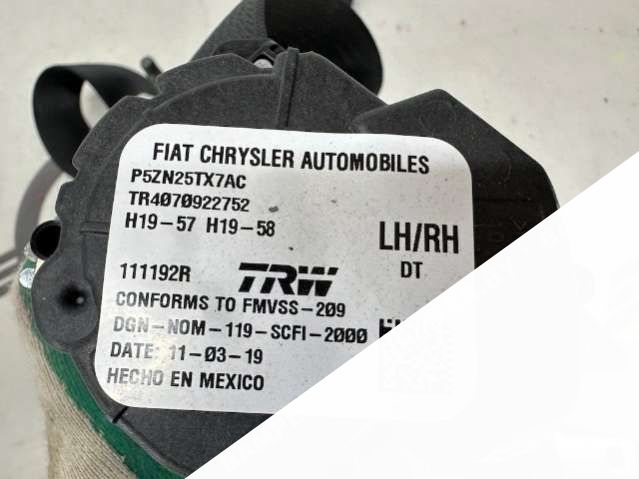 FIAT CHRYSLER AUTOMOBILES
P5ZN25TX7AC
TR4070922752
H19-57 H19-58
LH/RH
DT
111192R
TRW
CONFORMS TO FMVSS-209
DGN-NOM-119-SCFI-2000
DATE: 11-03-19
HECHO EN MEXICO